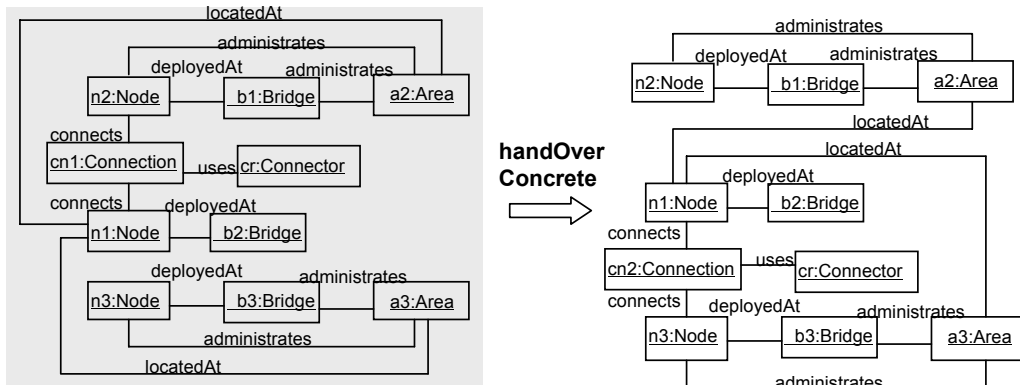 locatedAt
administrates
deployedAt administrates
n2:Node b1:Bridge a2:Area
connects
cn1:Connection uses cr:Connector
connects deployedAt
n1:Node b2:Bridge
deployedAt administrates
n3:Node b3:Bridge a3:Area
administrates
locatedAt
handOver
Concrete
administrates
deployedAt administrates
n2:Node b1:Bridge a2:Area
locatedAt
locatedAt
deployedAt
n1:Node b2:Bridge
connects
uses
cn2:Connection cr:Connector
connects deployedAt administrates
n3:Node b3:Bridge a3:Area
administrates